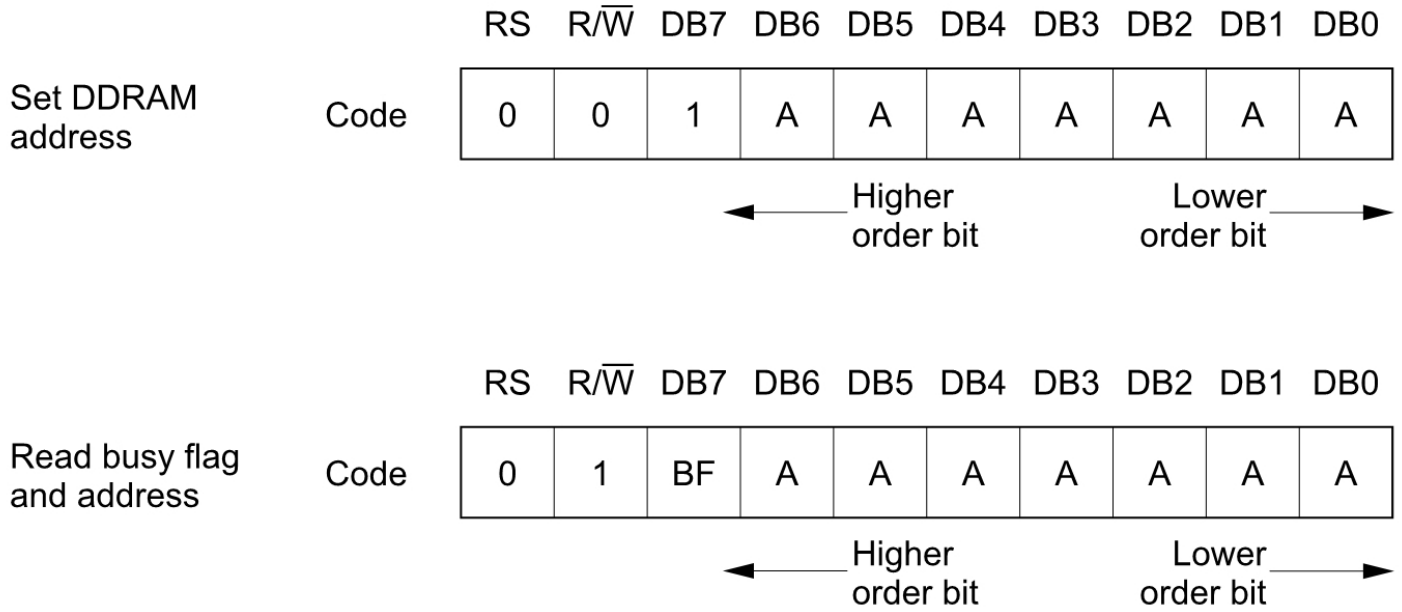 RS R/W̅ DB7 DB6 DB5 DB4 DB3 DB2 DB1 DB0
Set DDRAM
address
Code 0 0 1 A A A A A A A
Higher
order bit
Lower
order bit
RS R/W̅ DB7 DB6 DB5 DB4 DB3 DB2 DB1 DB0
Read busy flag
and address
Code 0 1 BF A A A A A A A
Higher
order bit
Lower
order bit